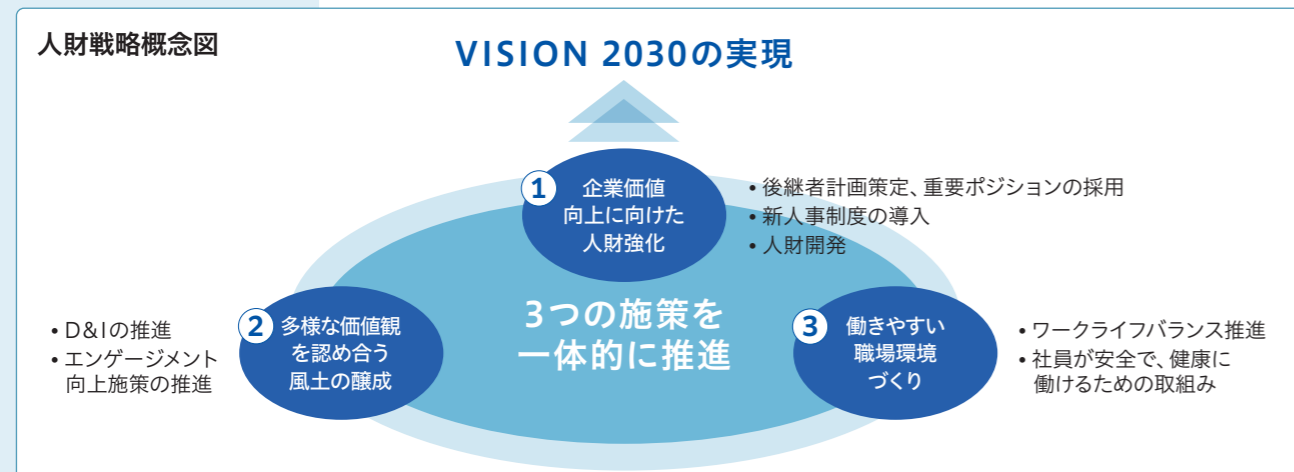 人財戦略概念図
VISION 2030の実現
1
企業価値
向上に向けた
人財強化
• 後継者計画策定、重要ポジションの採用
• 新人事制度の導入
• 人財開発
3つの施策を
一体的に推進
2
多様な価値観
を認め合う
風土の醸成
• D&Iの推進
• エンゲージメント
向上施策の推進
3
働きやすい
職場環境
づくり
• ワークライフバランス推進
• 社員が安全で、健康に
働けるための取組み